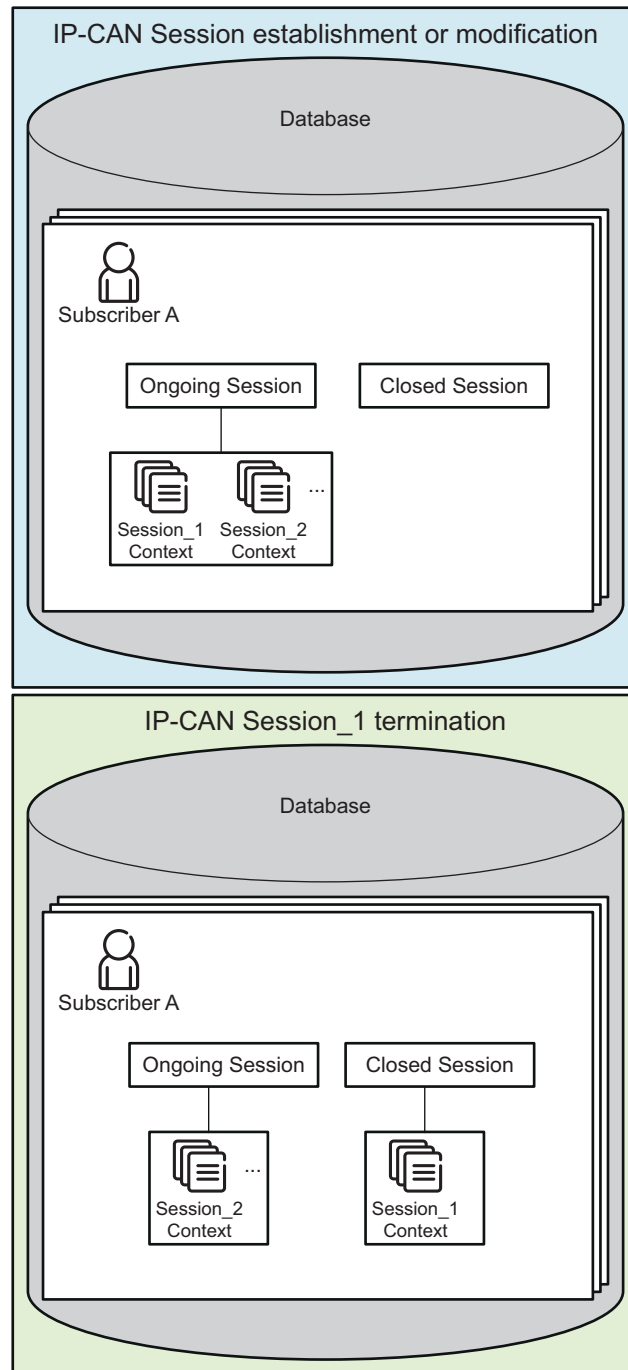 IP-CAN Session establishment or modification
Database
Subscriber A
Ongoing Session
Closed Session
Session_1
Context
Session_2
Context
...
IP-CAN Session_1 termination
Database
Subscriber A
Ongoing Session
Closed Session
Session_2
Context
...
Session_1
Context